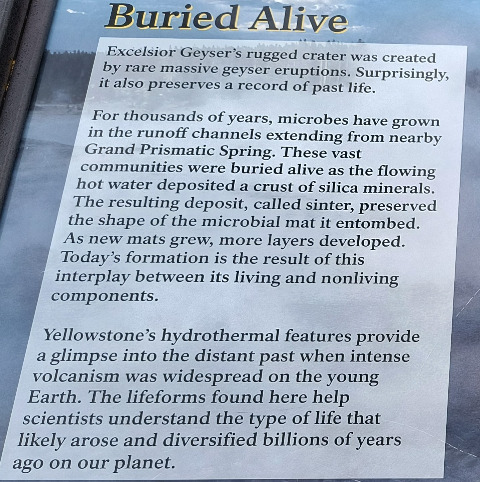 Buried Alive
Excelsior Geyser's rugged crater was created
by rare massive geyser eruptions. Surprisingly,
it also preserves a record of past life.
For thousands of years, microbes have grown
in the runoff channels extending from nearby
Grand Prismatic Spring. These vast
communities were buried alive as the flowing
hot water deposited a crust of silica minerals.
The resulting deposit, called sinter, preserved
the shape of the microbial mat it entombed.
As new mats grew, more layers developed.
Today's formation is the result of this
interplay between its living and nonliving
components.
Yellowstone's hydrothermal features provide
a glimpse into the distant past when intense
volcanism was widespread on the young
Earth. The lifeforms found here help
scientists understand the type of life that
likely arose and diversified billions of years
ago on our planet.